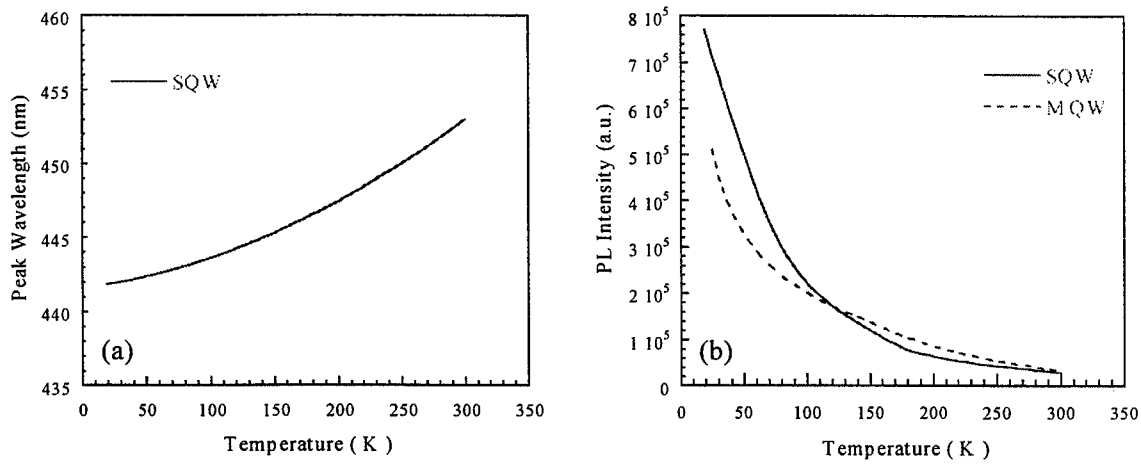 460
455
450
445
440
435
Peak Wavelength (nm)
SQW
(a)
0 50 100 150 200 250 300 350
Temperature ( K )
8 10^5
7 10^5
6 10^5
5 10^5
4 10^5
3 10^5
2 10^5
1 10^5
0
PL Intensity (a.u.)
SQW
MQW
(b)
0 50 100 150 200 250 300 350
Temperature ( K )